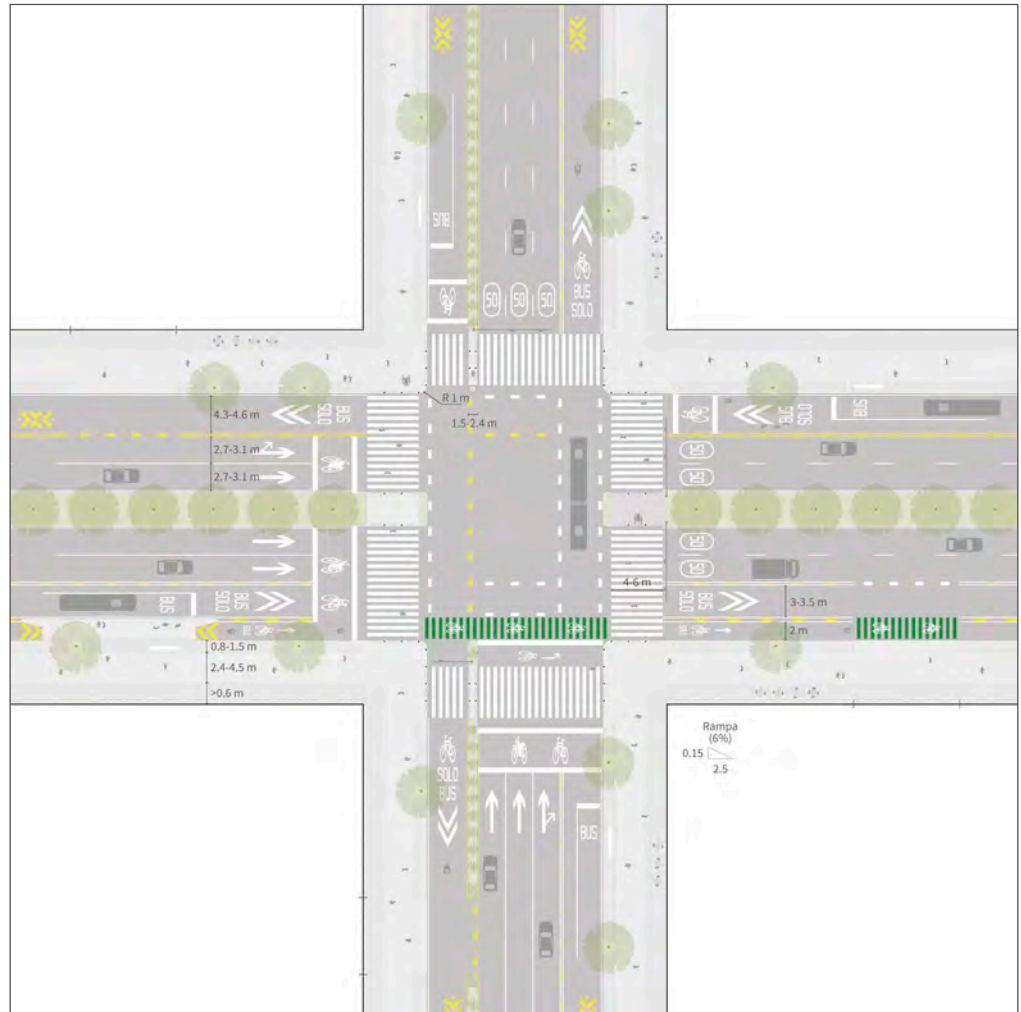 BUS
50 50 50
BUS
SOLO
R 1 m
1.5-2.4 m
4.3-4.6 m
BUS
SOLO
BUS
SOLO
BUS
2.7-3.1 m
50
2.7-3.1 m
50
50
50
4-6 m
BUS
BUS
SOLO
BUS
SOLO
3-3.5 m
2 m
0.8-1.5 m
2.4-4.5 m
>0.6 m
Rampa
(6%)
0.15
2.5
SOLO
BUS
BUS